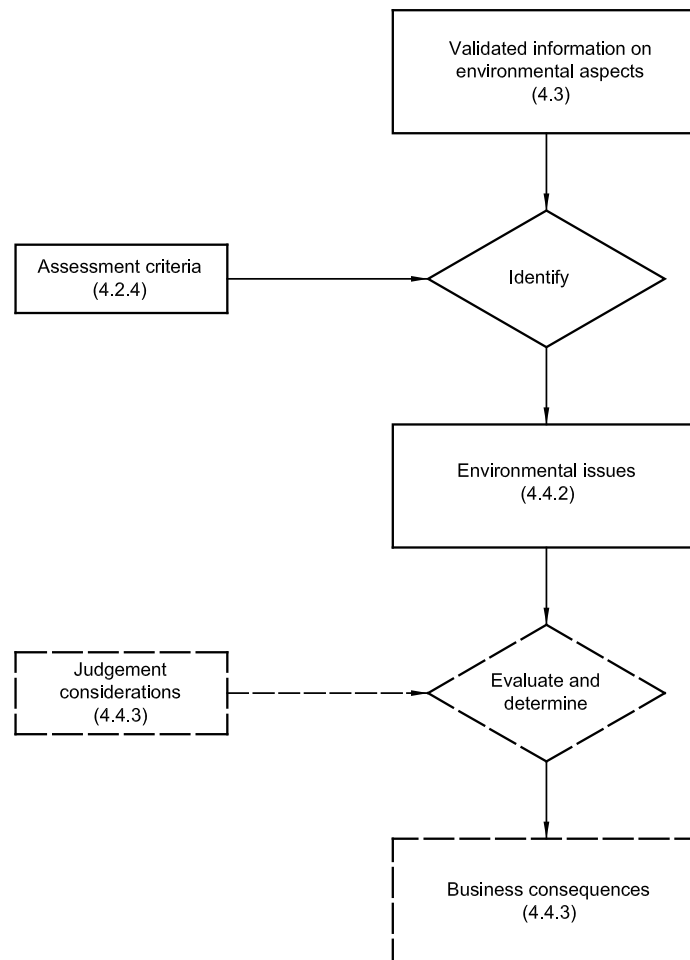 Validated information on
environmental aspects
(4.3)
Assessment criteria
(4.2.4)
Identify
Environmental issues
(4.4.2)
Judgement
considerations
(4.4.3)
Evaluate and
determine
Business consequences
(4.4.3)